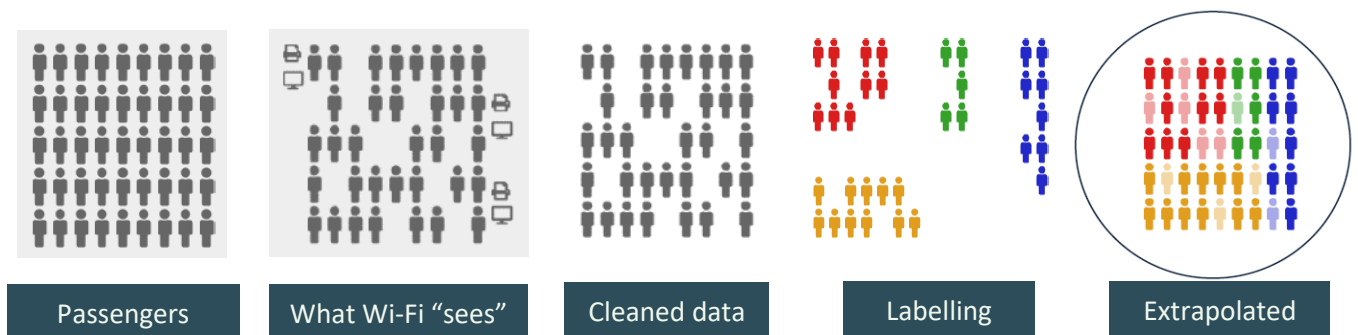 Passengers
What Wi-Fi “sees”
Cleaned data
Labelling
Extrapolated